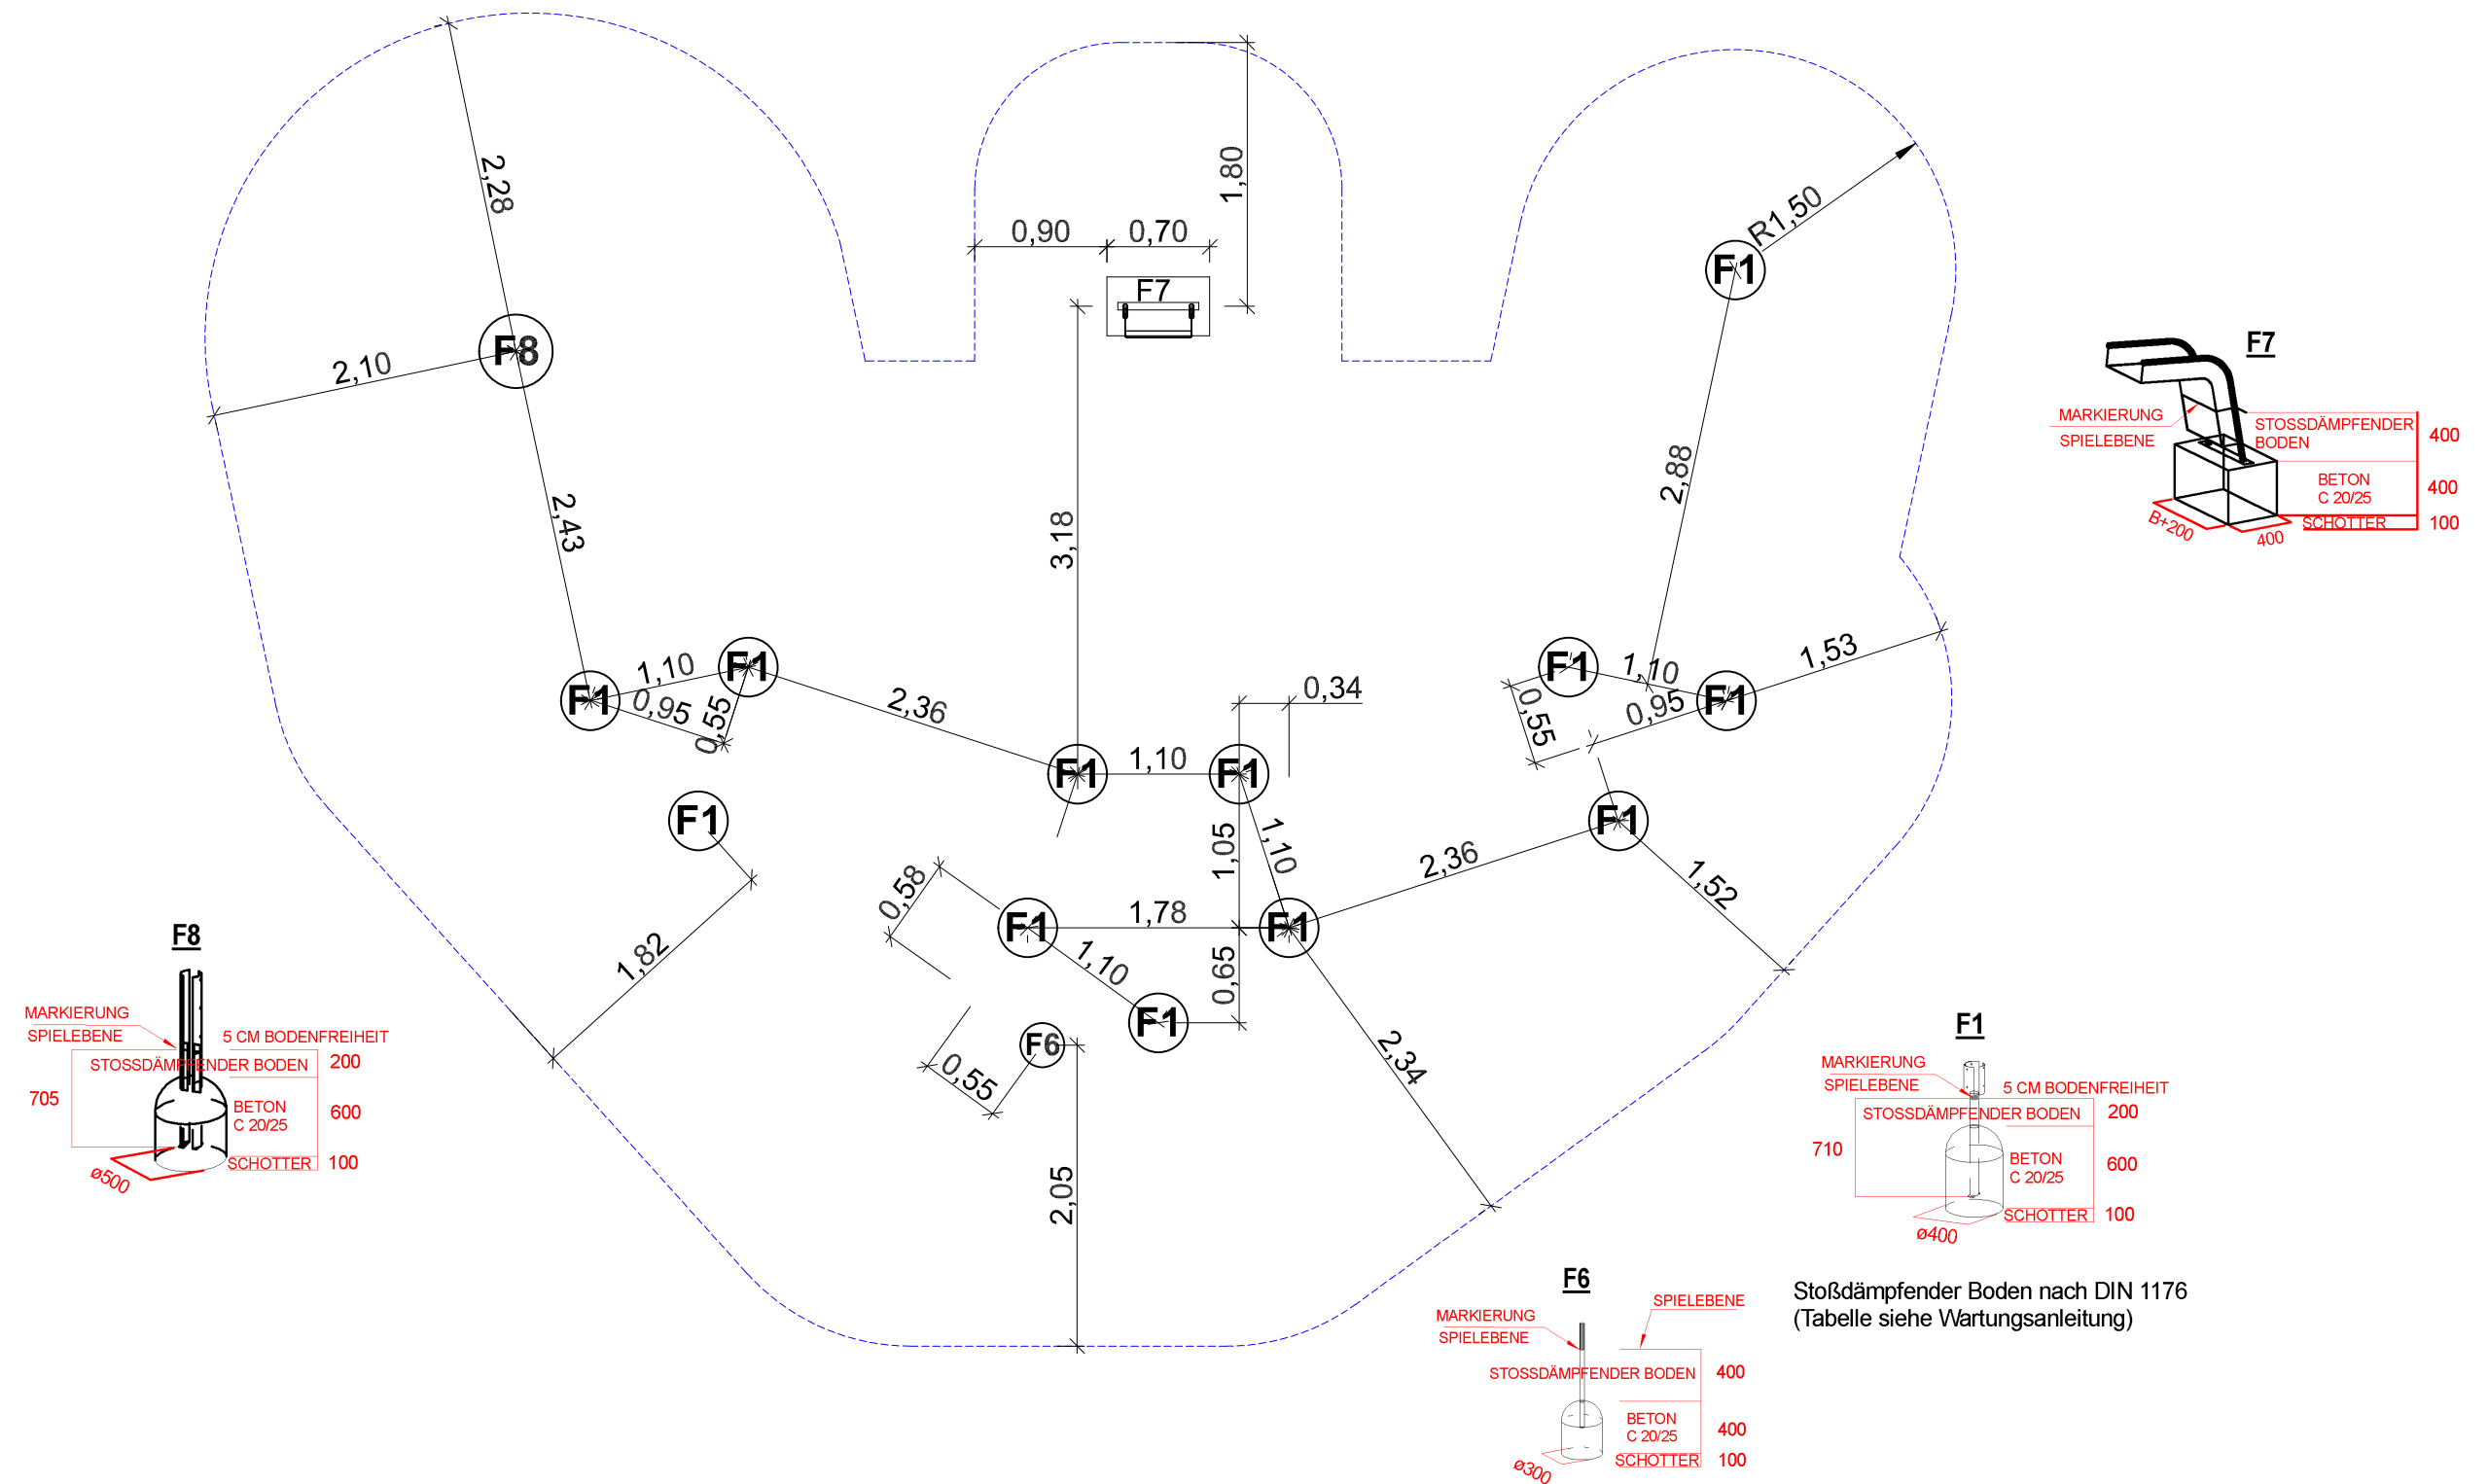 2,28
1,80
R1,50
0,90
0,70
F7
F1
F8
2,10
F7
MARKIERUNG
SPIELEBENE
STOSSDÄMPFENDER
BODEN
400
BETON
C 20/25
400
SCHOTTER
100
B+200
400
2,43
3,18
2,88
F1
1,10
F1
0,95
0,55
2,36
0,34
F1
1,10
F1
0,55
0,95
1,53
F1
1,10
F1
F1
1,05
1,10
F1
2,36
1,52
0,58
F1
1,78
F1
1,10
0,65
F1
1,82
F6
0,55
2,34
2,05
F8
MARKIERUNG
SPIELEBENE
5 CM BODENFREIHEIT
STOSSDÄMPFENDER BODEN
200
705
BETON
C 20/25
600
SCHOTTER
100
ø500
F1
MARKIERUNG
SPIELEBENE
5 CM BODENFREIHEIT
STOSSDÄMPFENDER BODEN
200
710
BETON
C 20/25
600
SCHOTTER
100
ø400
F6
SPIELEBENE
MARKIERUNG
SPIELEBENE
STOSSDÄMPFENDER BODEN
400
BETON
C 20/25
400
SCHOTTER
100
ø300
Stoßdämpfender Boden nach DIN 1176
(Tabelle siehe Wartungsanleitung)